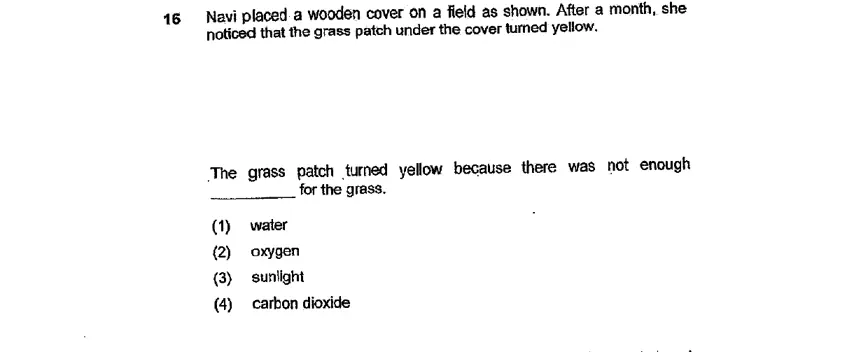 16 Navi placed a wooden cover on a field as shown. After a month, she
noticed that the grass patch under the cover turned yellow.
The grass patch turned yellow because there was not enough
__________ for the grass.
(1) water
(2) oxygen
(3) sunlight
(4) carbon dioxide